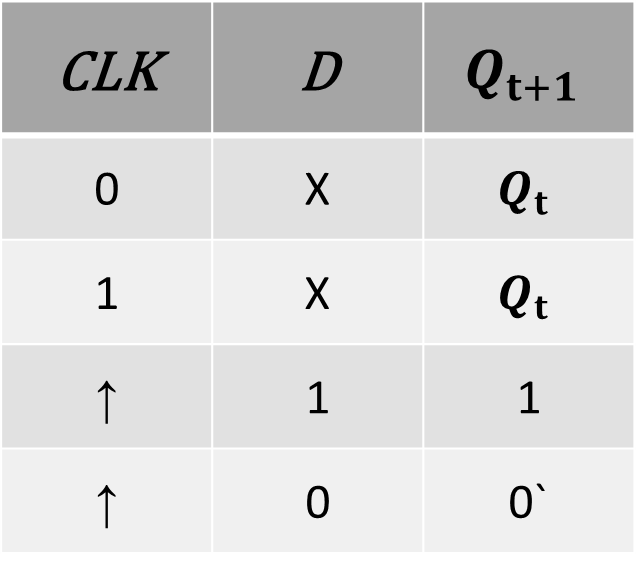 CLK D Qt+1
0 X Qt
1 X Qt
↑ 1 1
↑ 0 0`